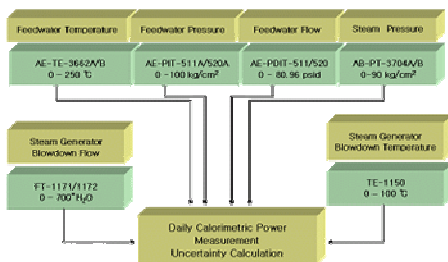 Feedwater Temperature
Feedwater Pressure
Feedwater Flow
Steam Pressure
AE-TE-3662A/B
0 - 250 ℃
AE-PIT-511A/520A
0 -100 kg/cm²
AE-PDIT-511/520
0 - 80.96 psid
AB-PT-3704A/B
0-90 kg/cm²
Steam Generator
Blowdown Flow
FT-1171/1172
0 - 700"H₂O
Steam Generator
Blowdown Temperature
TE-1150
0 - 100 ℃
Daily Calorimetric Power
Measurement
Uncertainty Calculation